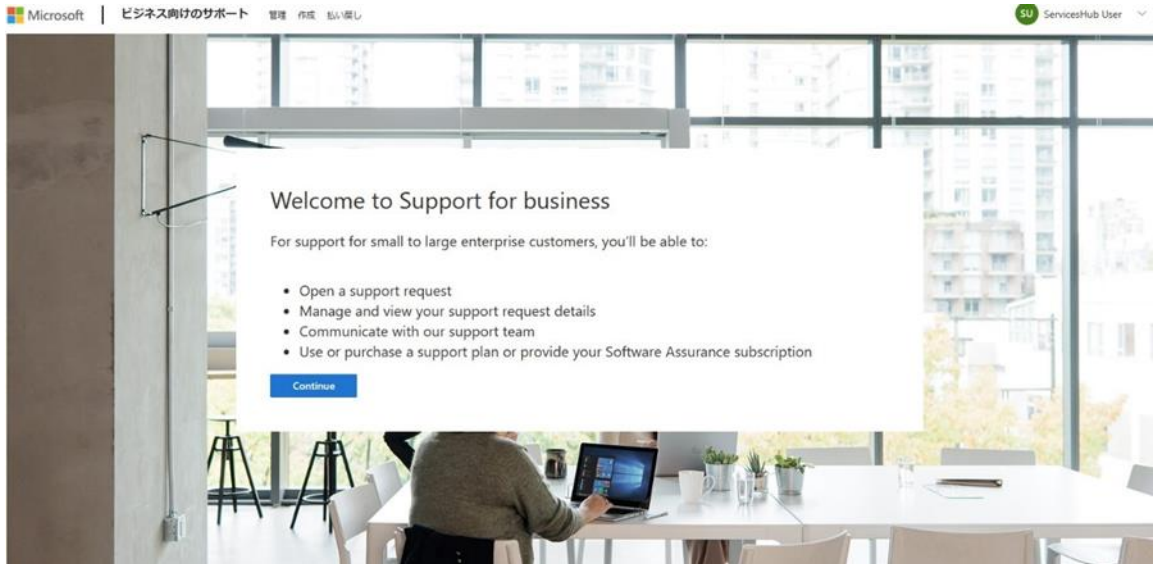 Microsoft | ビジネス向けのサポート 管理 作成 払い戻し SU ServicesHub User
Welcome to Support for business
For support for small to large enterprise customers, you'll be able to:
• Open a support request
• Manage and view your support request details
• Communicate with our support team
• Use or purchase a support plan or provide your Software Assurance subscription
Continue